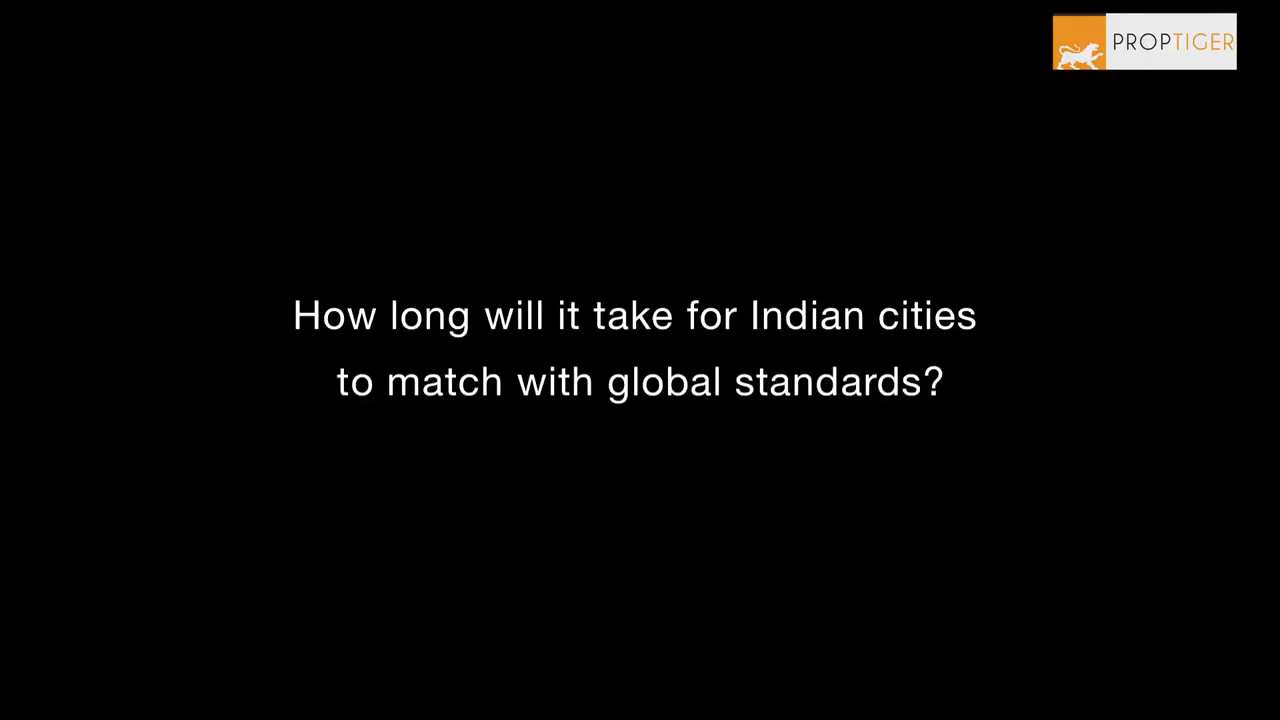 PROPTIGER
How long will it take for Indian cities
to match with global standards?